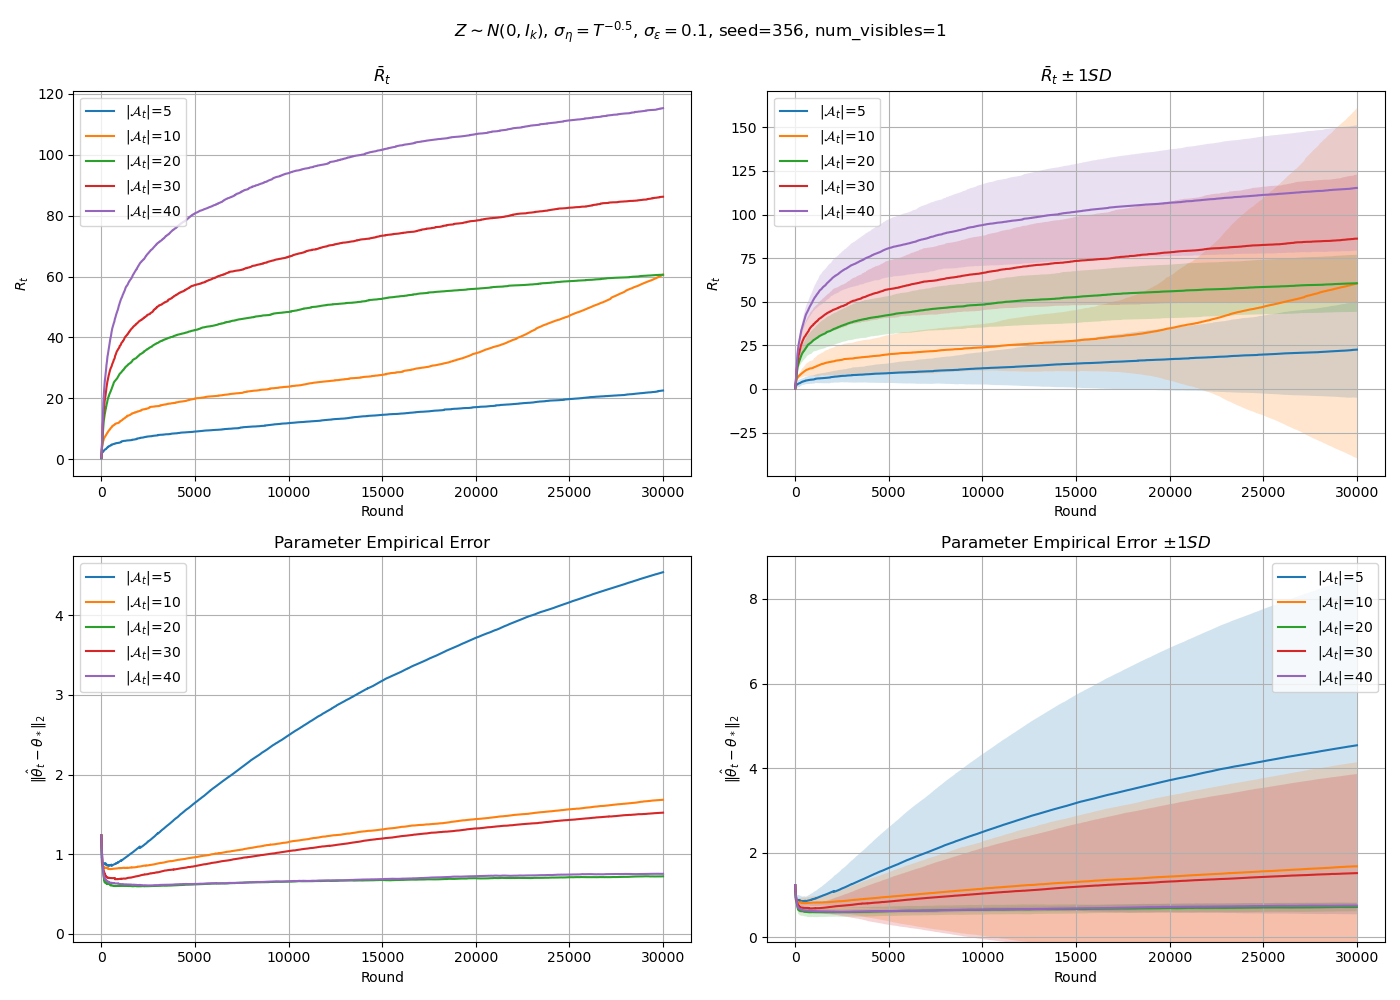 Z ∼ N(0, I_k), σ_η = T^{−0.5}, σ_ε = 0.1, seed=356, num_visibles=1
R̄_t
R_t
120
100
80
60
40
20
0
|𝒜_t|=5
|𝒜_t|=10
|𝒜_t|=20
|𝒜_t|=30
|𝒜_t|=40
0 5000 10000 15000 20000 25000 30000
Round
R̄_t ± 1SD
R_t
150
125
100
75
50
25
0
−25
|𝒜_t|=5
|𝒜_t|=10
|𝒜_t|=20
|𝒜_t|=30
|𝒜_t|=40
0 5000 10000 15000 20000 25000 30000
Round
Parameter Empirical Error
‖θ̂_t − θ_*‖_2
4
3
2
1
0
|𝒜_t|=5
|𝒜_t|=10
|𝒜_t|=20
|𝒜_t|=30
|𝒜_t|=40
0 5000 10000 15000 20000 25000 30000
Round
Parameter Empirical Error ±1SD
‖θ̂_t − θ_*‖_2
8
6
4
2
0
|𝒜_t|=5
|𝒜_t|=10
|𝒜_t|=20
|𝒜_t|=30
|𝒜_t|=40
0 5000 10000 15000 20000 25000 30000
Round